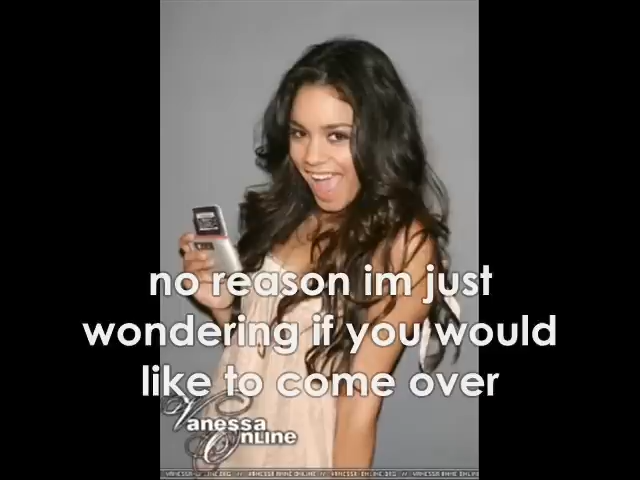 no reason im just
wondering if you would
like to come over
Vanessa
Online